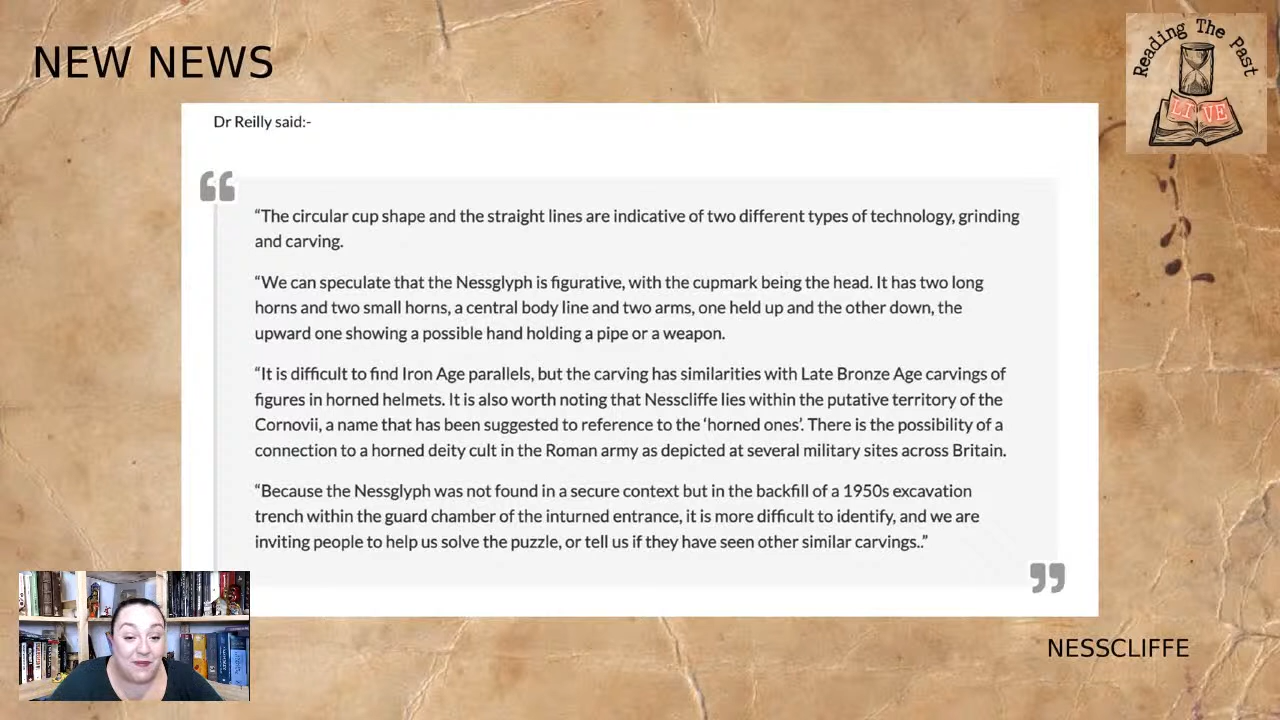 NEW NEWS
Reading The Past
LIVE
Dr Reilly said:-
“The circular cup shape and the straight lines are indicative of two different types of technology, grinding
and carving.
“We can speculate that the Nessglyph is figurative, with the cupmark being the head. It has two long
horns and two small horns, a central body line and two arms, one held up and the other down, the
upward one showing a possible hand holding a pipe or a weapon.
“It is difficult to find Iron Age parallels, but the carving has similarities with Late Bronze Age carvings of
figures in horned helmets. It is also worth noting that Nesscliffe lies within the putative territory of the
Cornovii, a name that has been suggested to reference to the ‘horned ones’. There is the possibility of a
connection to a horned deity cult in the Roman army as depicted at several military sites across Britain.
“Because the Nessglyph was not found in a secure context but in the backfill of a 1950s excavation
trench within the guard chamber of the inturned entrance, it is more difficult to identify, and we are
inviting people to help us solve the puzzle, or tell us if they have seen other similar carvings..”
NESSCLIFFE